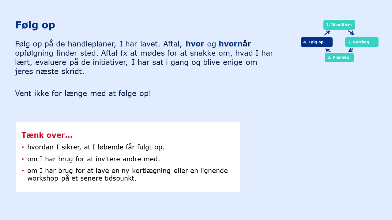 Følg op
Følg op på de handleplaner, I har lavet. Aftal, hvor og hvornår
opfølgning finder sted. Aftal fx at mødes for at snakke om, hvad I har
lært, evaluere på de initiativer, I har sat i gang og blive enige om
jeres næste skridt.
Vent ikke for længe med at følge op!
Tænk over...
• hvordan I sikrer, at I løbende får fulgt op.
• om I har brug for at invitere andre med.
• om I har brug for at lave en ny kortlægning eller en lignende
workshop på et senere tidspunkt.
4. Følg op